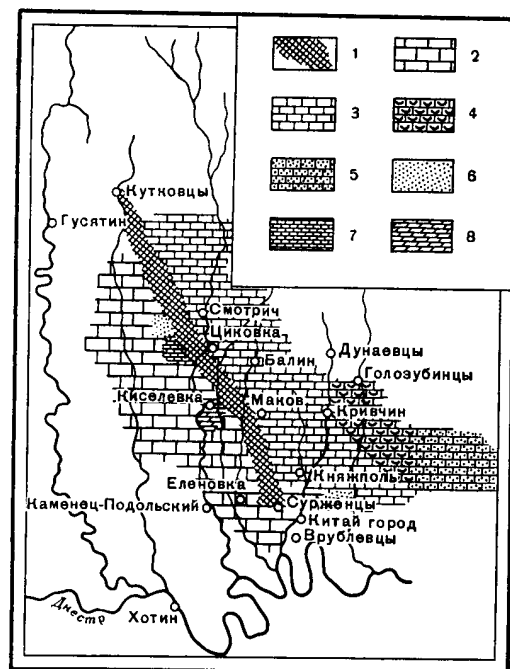 1 2
3 4
5 6
7 8
Кутковцы
Гусятин
Смотрич
Циковка
Балин
Дунаевцы
Голозубинцы
Киселевка
Маков
Кривчин
Княжполь
Еленовка
Каменец-Подольский
Сурженцы
Китай город
Врублевцы
Днестр
Хотин